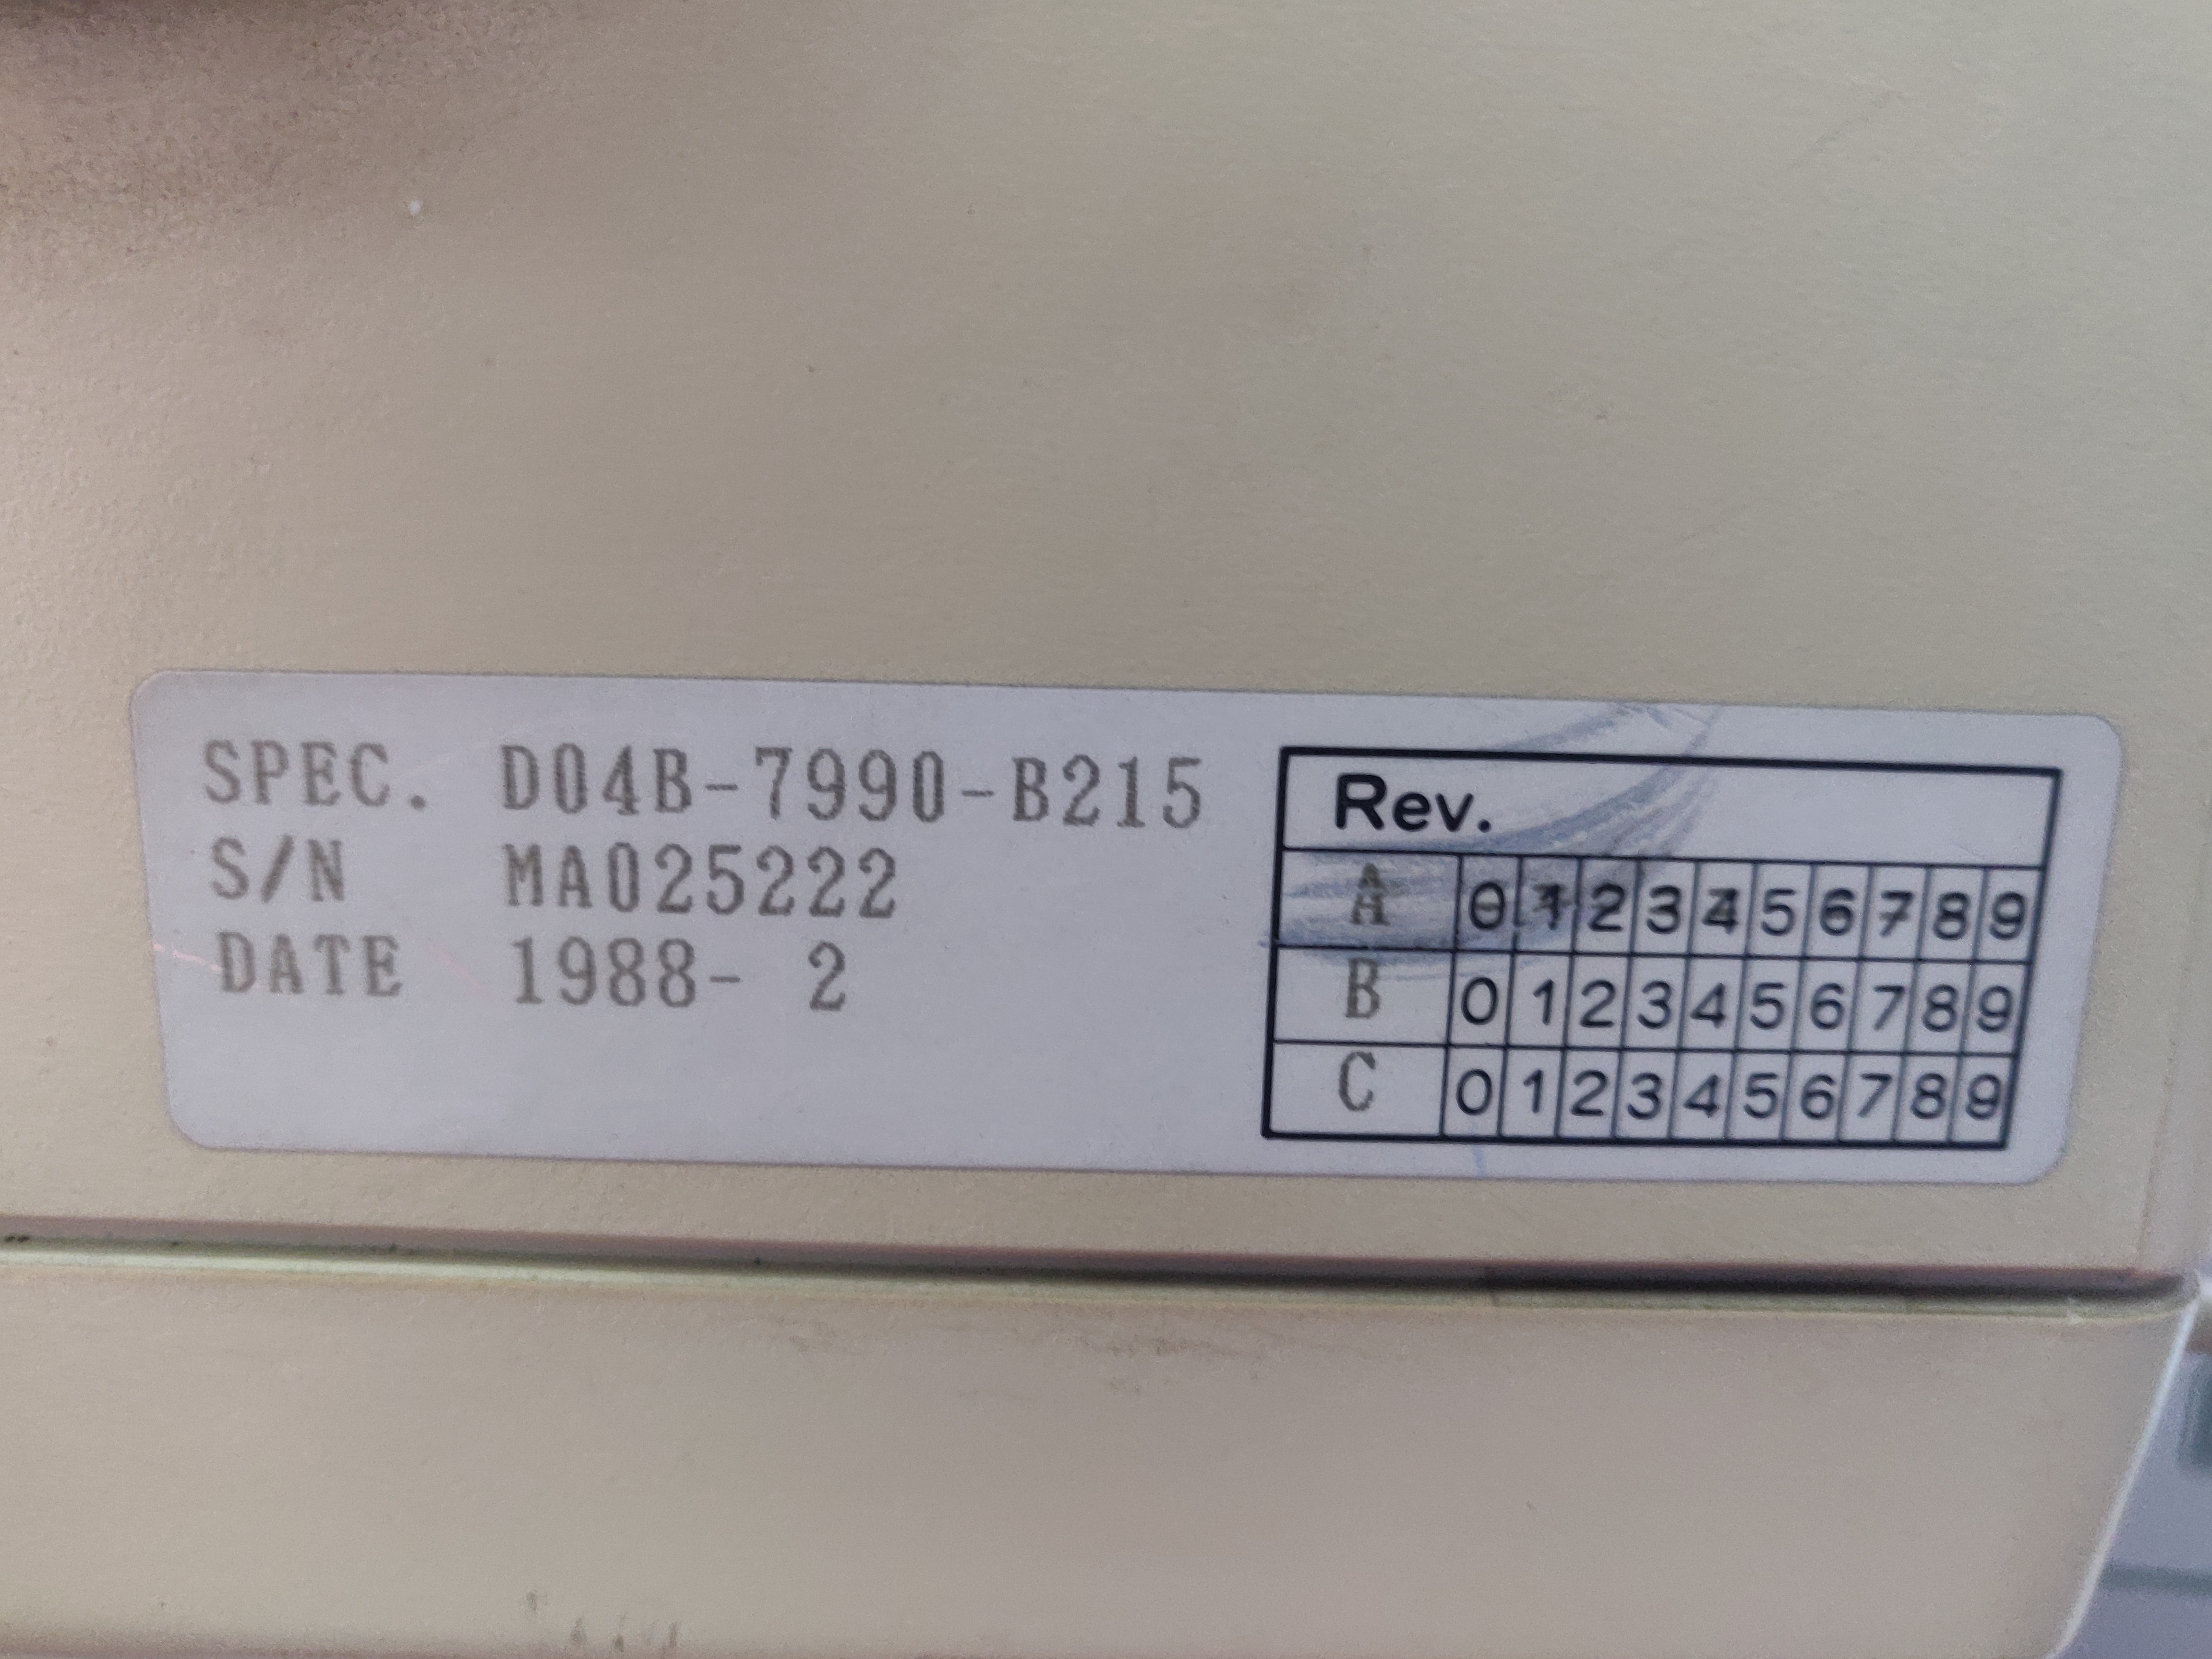 SPEC. D04B-7990-B215
S/N MA025222
DATE 1988- 2
Rev.
A 0 1 2 3 4 5 6 7 8 9
B 0 1 2 3 4 5 6 7 8 9
C 0 1 2 3 4 5 6 7 8 9